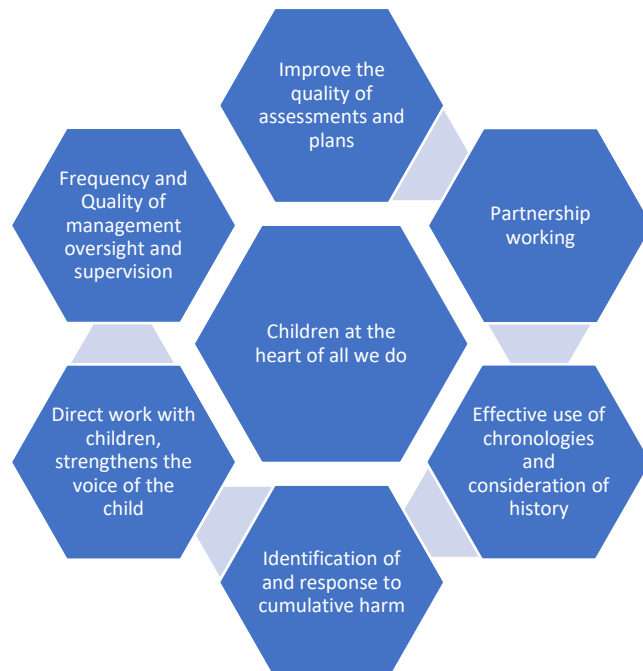 Improve the
quality of
assessments and
plans
Partnership
working
Effective use of
chronologies
and
consideration of
history
Identification of
and response to
cumulative harm
Direct work with
children,
strengthens the
voice of the
child
Frequency and
Quality of
management
oversight and
supervision
Children at the
heart of all we
do